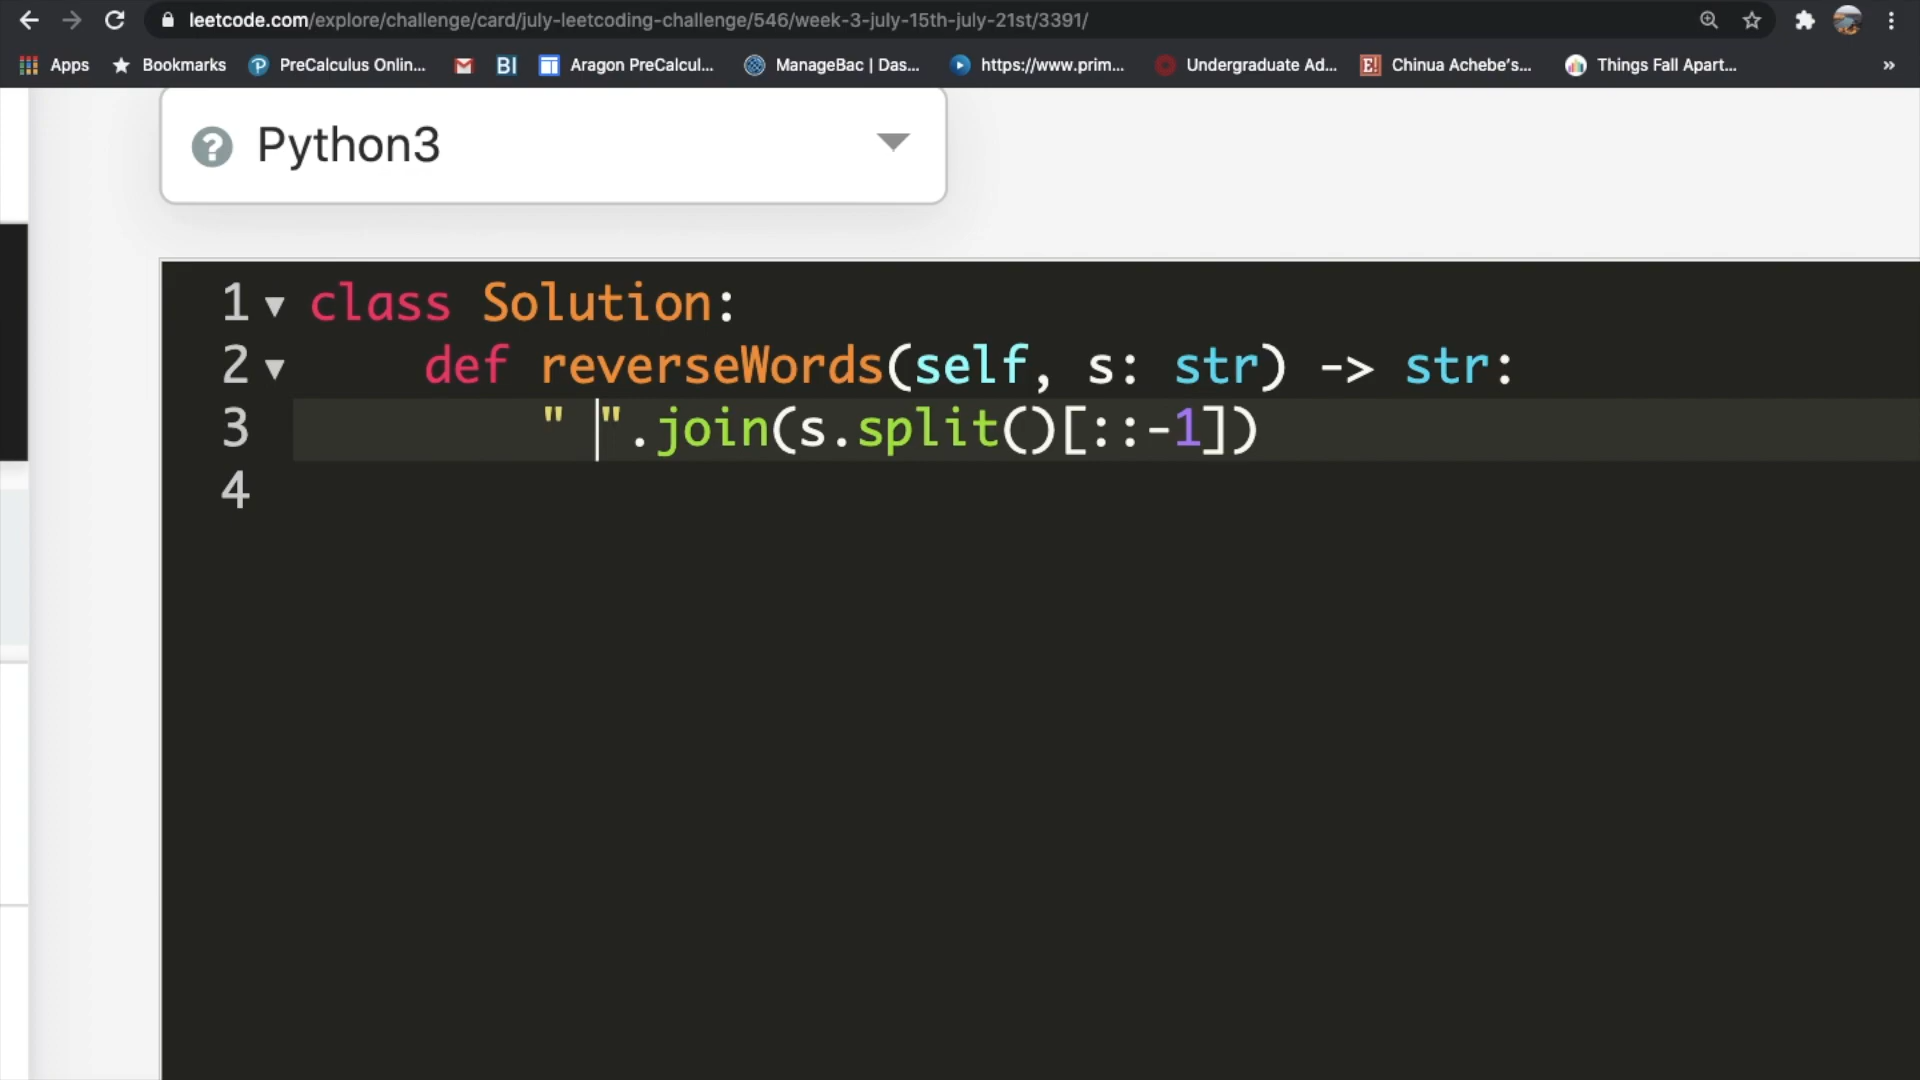 leetcode.com/explore/challenge/card/july-leetcoding-challenge/546/week-3-july-15th-july-21st/3391/
Apps Bookmarks PreCalculus Onlin... BI Aragon PreCalcul... ManageBac | Das... https://www.prim... Undergraduate Ad... E! Chinua Achebe's... Things Fall Apart... »
? Python3
1 class Solution:
2 def reverseWords(self, s: str) -> str:
3 " ".join(s.split()[::-1])
4